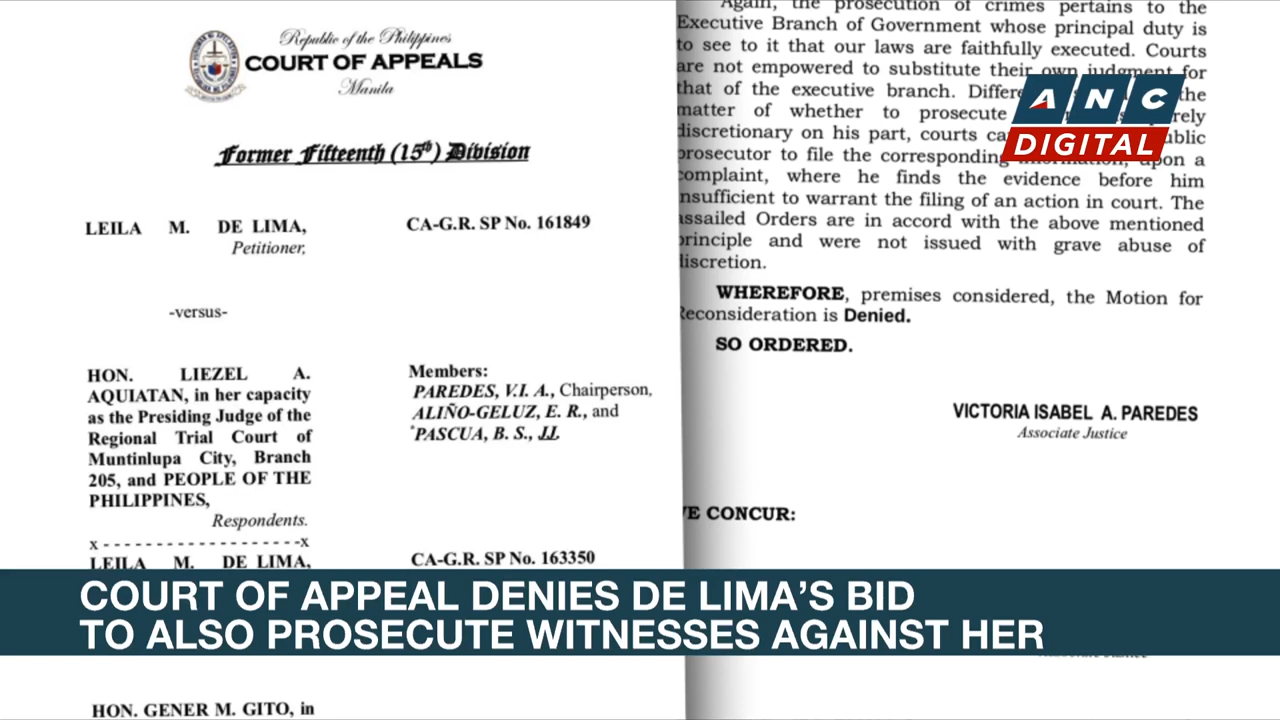 Republic of the Philippines
COURT OF APPEALS
Manila
Former Fifteenth (15th) Division
LEILA M. DE LIMA,
Petitioner,
CA-G.R. SP No. 161849
-versus-
HON. LIEZEL A.
AQUIATAN, in her capacity
as the Presiding Judge of the
Regional Trial Court of
Muntinlupa City, Branch
205, and PEOPLE OF THE
PHILIPPINES,
Respondents.
Members:
PAREDES, V.I. A., Chairperson,
ALIÑO-GELUZ, E. R., and
*PASCUA, B. S., JJ.
x - - - - - - - - - - - - - - - - - - - -x
LEILA M. DE LIMA,
CA-G.R. SP No. 163350
HON. GENER M. GITO, in
Again, the prosecution of crimes pertains to the
Executive Branch of Government whose principal duty is
to see to it that our laws are faithfully executed. Courts
are not empowered to substitute their own judgment for
that of the executive branch. the
matter of whether to prosecute
discretionary on his part, courts
prosecutor to file the corresponding information, upon a
complaint, where he finds the evidence before him
insufficient to warrant the filing of an action in court. The
assailed Orders are in accord with the above mentioned
principle and were not issued with grave abuse of
discretion.
WHEREFORE, premises considered, the Motion for
Reconsideration is Denied.
SO ORDERED.
VICTORIA ISABEL A. PAREDES
Associate Justice
WE CONCUR:
ANC
DIGITAL
COURT OF APPEAL DENIES DE LIMA'S BID
TO ALSO PROSECUTE WITNESSES AGAINST HER